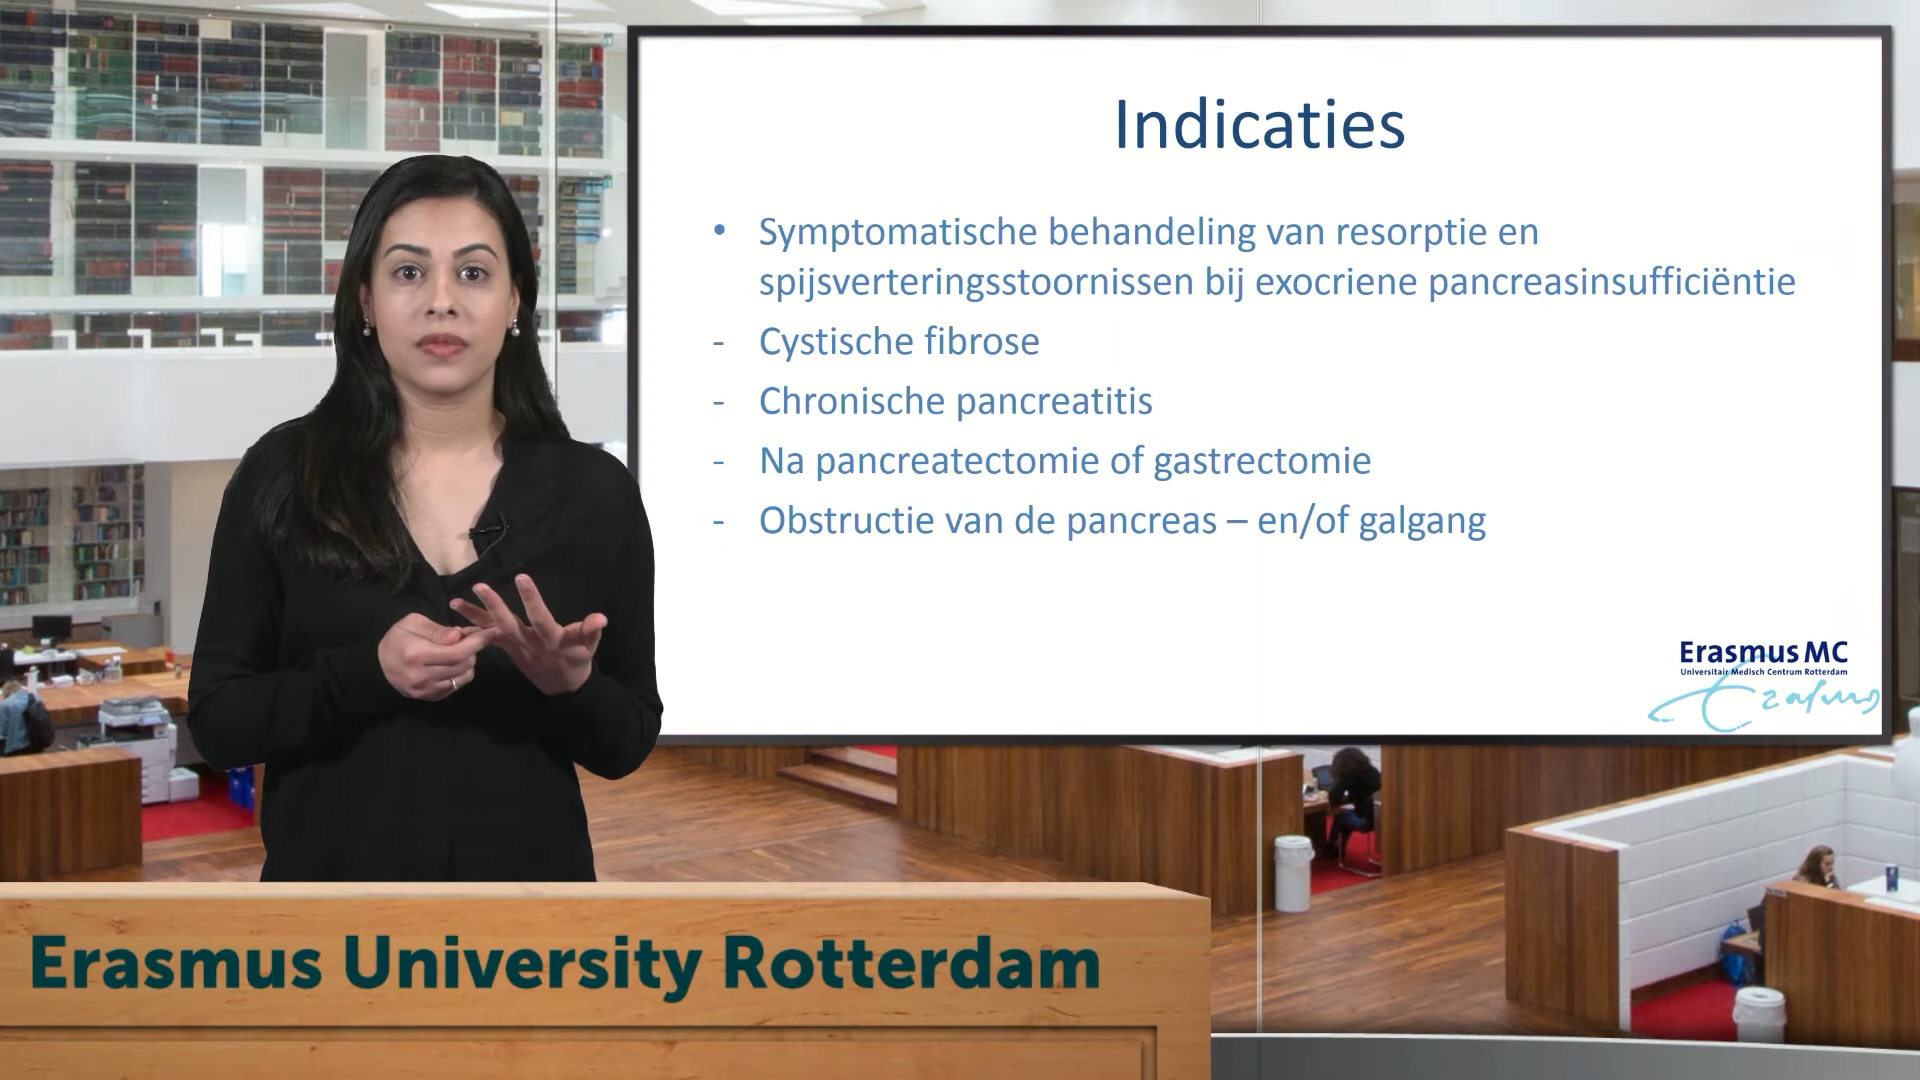 Indicaties
• Symptomatische behandeling van resorptie en
spijsverteringsstoornissen bij exocriene pancreasinsufficiëntie
- Cystische fibrose
- Chronische pancreatitis
- Na pancreatectomie of gastrectomie
- Obstructie van de pancreas – en/of galgang
Erasmus MC
Universitair Medisch Centrum Rotterdam
Erasmus
Erasmus University Rotterdam